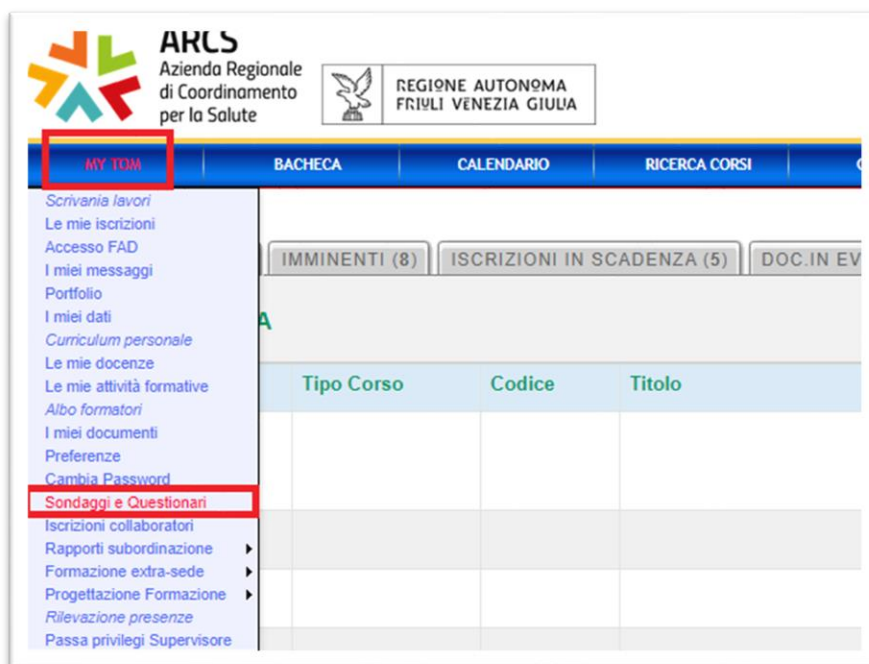 ARCS
Azienda Regionale
di Coordinamento
per la Salute
REGIONE AUTONOMA
FRIULI VENEZIA GIULIA
MY TOM
BACHECA
CALENDARIO
RICERCA CORSI
Scrivania lavori
Le mie iscrizioni
Accesso FAD
I miei messaggi
Portfolio
I miei dati
Curriculum personale
Le mie docenze
Le mie attività formative
Albo formatori
I miei documenti
Preferenze
Cambia Password
Sondaggi e Questionari
Iscrizioni collaboratori
Rapporti subordinazione
Formazione extra-sede
Progettazione Formazione
Rilevazione presenze
Passa privilegi Supervisore
IMMINENTI (8)
ISCRIZIONI IN SCADENZA (5)
DOC.IN EV
A
Tipo Corso
Codice
Titolo